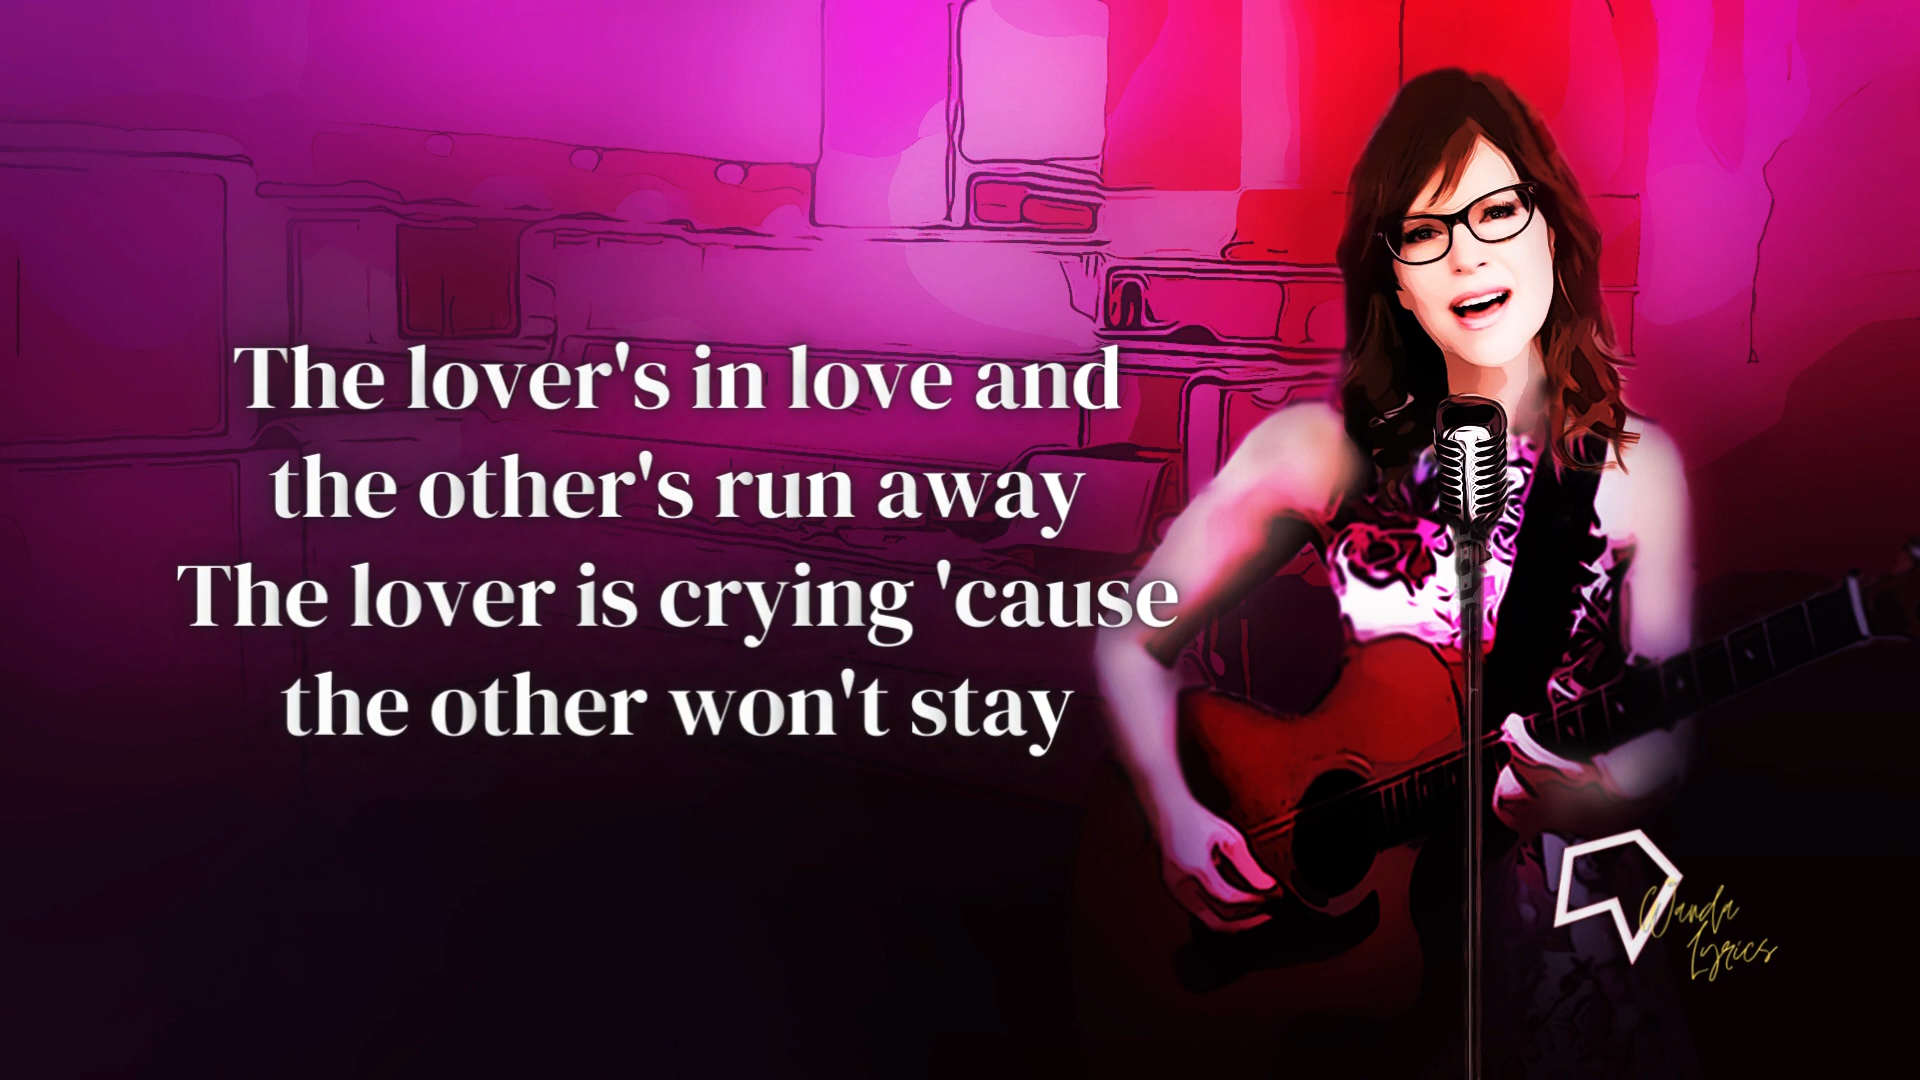 The lover's in love and
the other's run away
The lover is crying 'cause
the other won't stay
Wanda
Lyrics